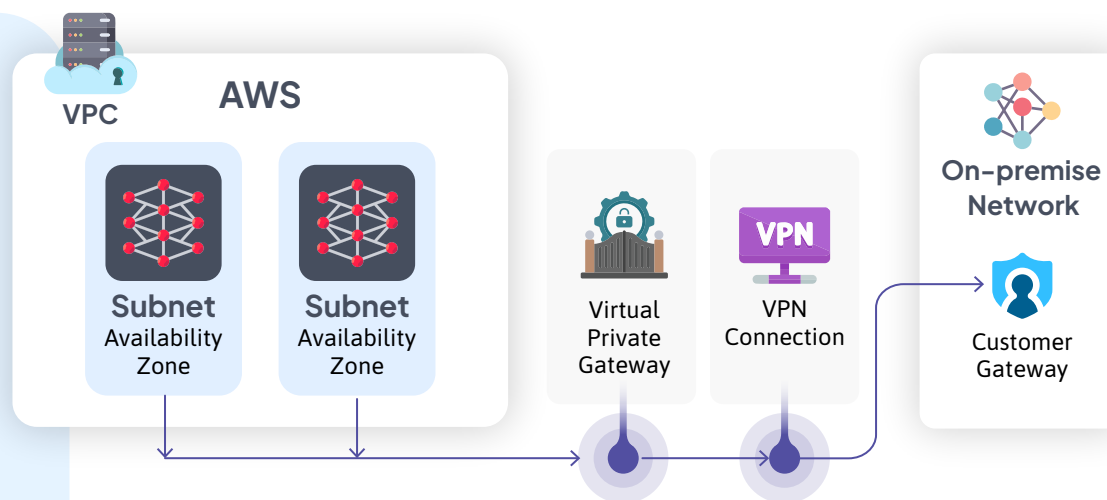 VPC
AWS
Subnet
Availability
Zone
Subnet
Availability
Zone
Virtual
Private
Gateway
VPN
VPN
Connection
On-premise
Network
Customer
Gateway